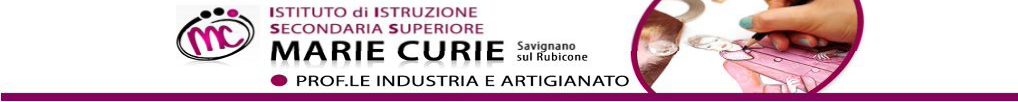 ISTITUTO di ISTRUZIONE
SECONDARIA SUPERIORE
MARIE CURIE Savignano
sul Rubicone
PROF.LE INDUSTRIA E ARTIGIANATO
mc